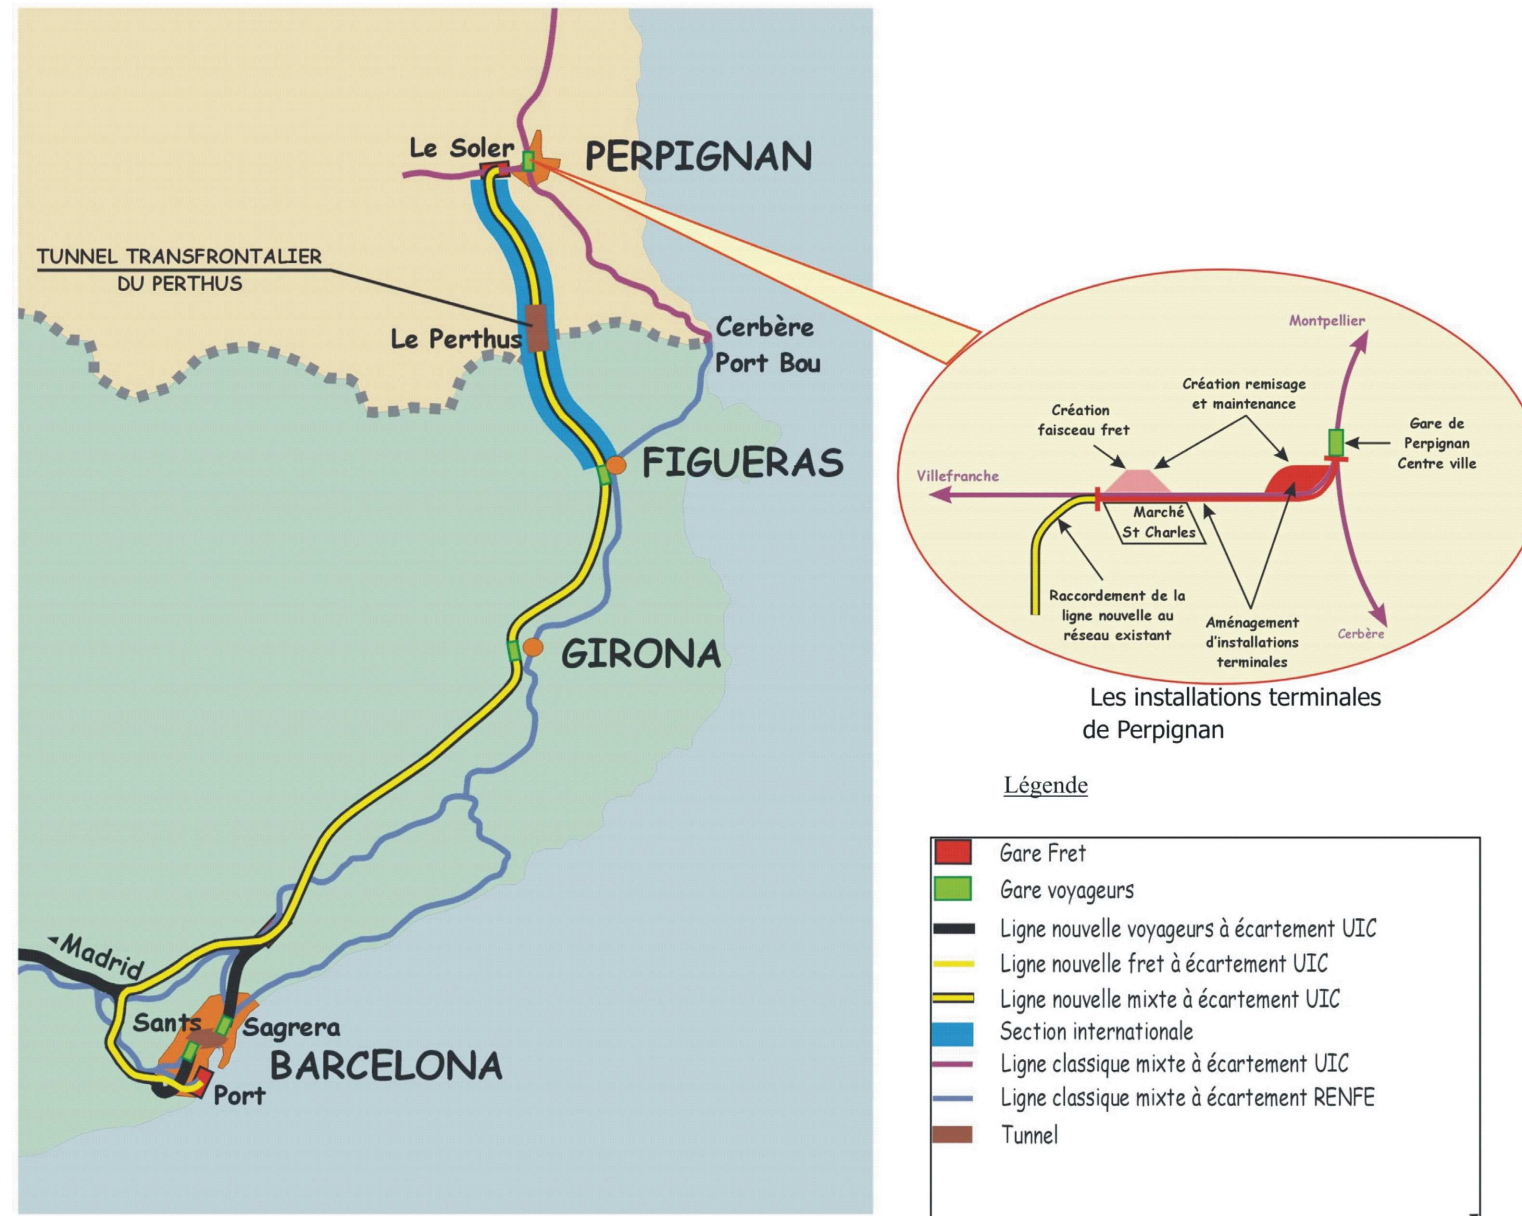 Le Soler
PERPIGNAN
TUNNEL TRANSFRONTALIER
DU PERTHUS
Le Perthus
Cerbère
Port Bou
FIGUERAS
GIRONA
Madrid
Sants
Sagrera
BARCELONA
Port
Montpellier
Création remisage
et maintenance
Création
faisceau fret
Gare de
Perpignan
Centre ville
Villefranche
Marché
St Charles
Raccordement de la
ligne nouvelle au
réseau existant
Aménagement
d'installations
terminales
Cerbère
Les installations terminales
de Perpignan
Légende
Gare Fret
Gare voyageurs
Ligne nouvelle voyageurs à écartement UIC
Ligne nouvelle fret à écartement UIC
Ligne nouvelle mixte à écartement UIC
Section internationale
Ligne classique mixte à écartement UIC
Ligne classique mixte à écartement RENFE
Tunnel